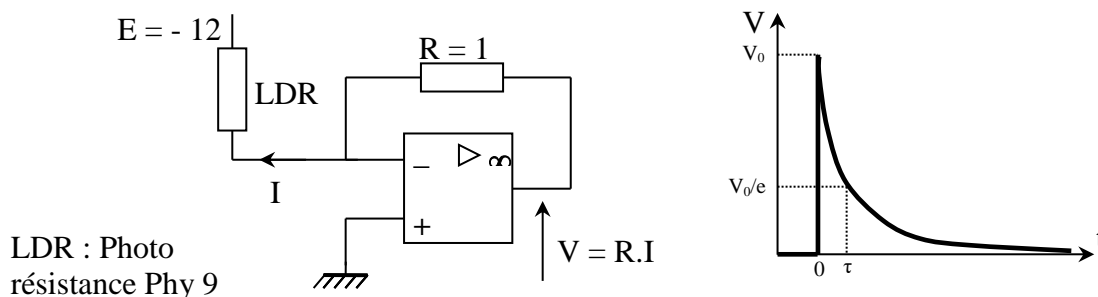 E = - 12
R = 1
LDR
I
−
+
▷ ∞
V = R.I
LDR : Photo
résistance Phy 9
V
V₀
V₀/e
0
τ
t